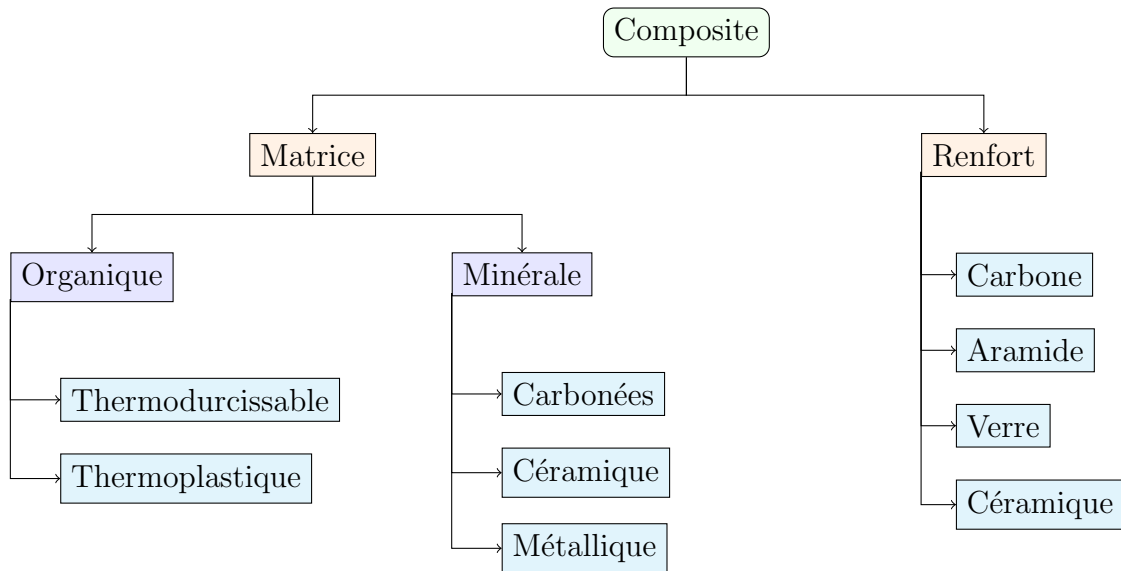 Composite
Matrice
Renfort
Organique
Minérale
Carbone
Aramide
Thermodurcissable
Carbonées
Verre
Thermoplastique
Céramique
Céramique
Métallique